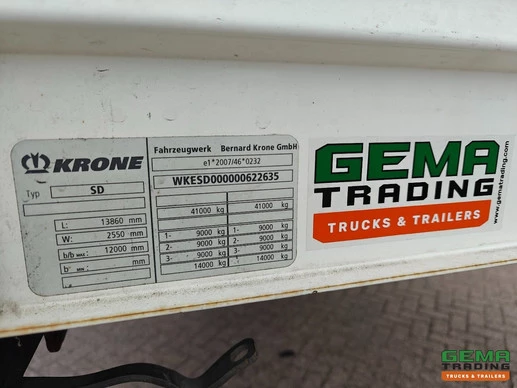 KRONE
Typ SD
L: 13860 mm
W: 2550 mm
b/b max: 12000 mm
b' mm
Fahrzeugwerk Bernard Krone GmbH
e1*2007/46*0232
WKESD000000622635
41000 kg 41000 kg
1- 9000 kg 1- 9000 kg
2- 9000 kg 2- 9000 kg
3- 9000 kg 3- 9000 kg
14000 kg 14000 kg
GEMA
TRADING
TRUCKS & TRAILERS
www.gematrading.com
GEMA
TRADING
TRUCKS & TRAILERS